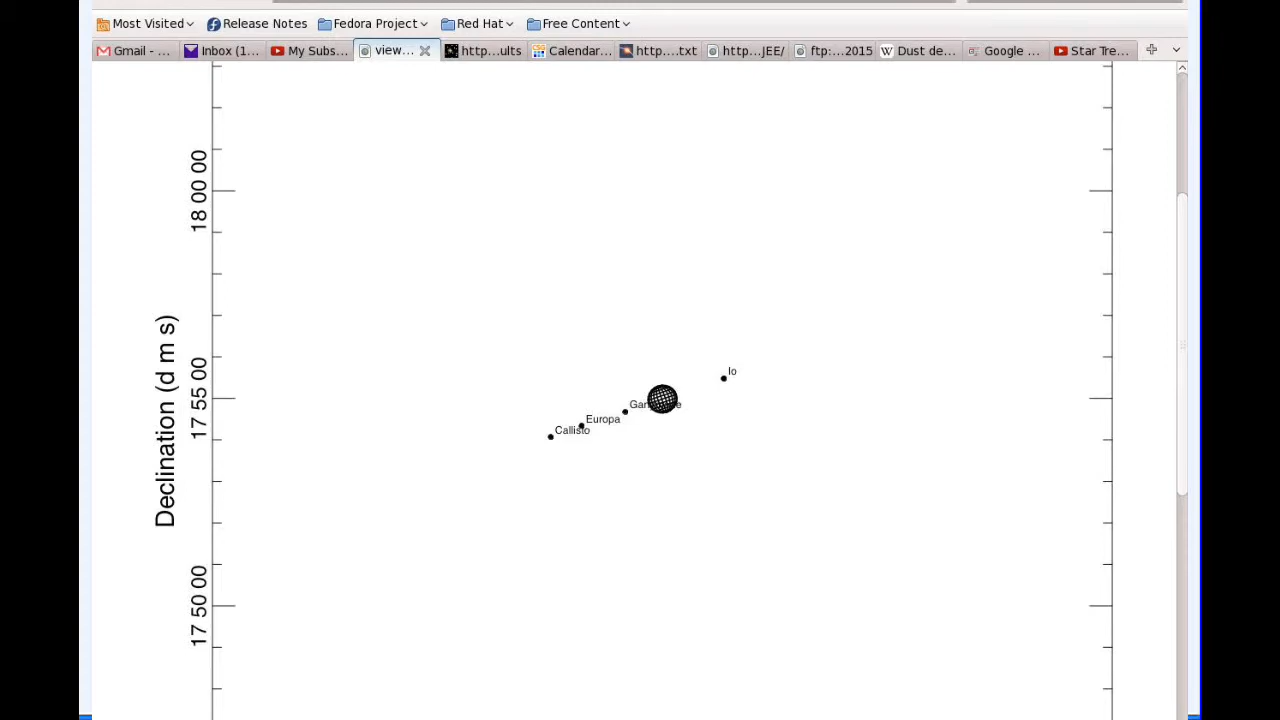 Most Visited Release Notes Fedora Project Red Hat Free Content
Gmail - ... Inbox (1... My Subs... view... http...ults Calendar... http....txt http...JEE/ ftp:...2015 Dust de... Google ... Star Tre...
18 00 00
Io
17 55 00
Declination (d m s)
Europa
Callisto
17 50 00